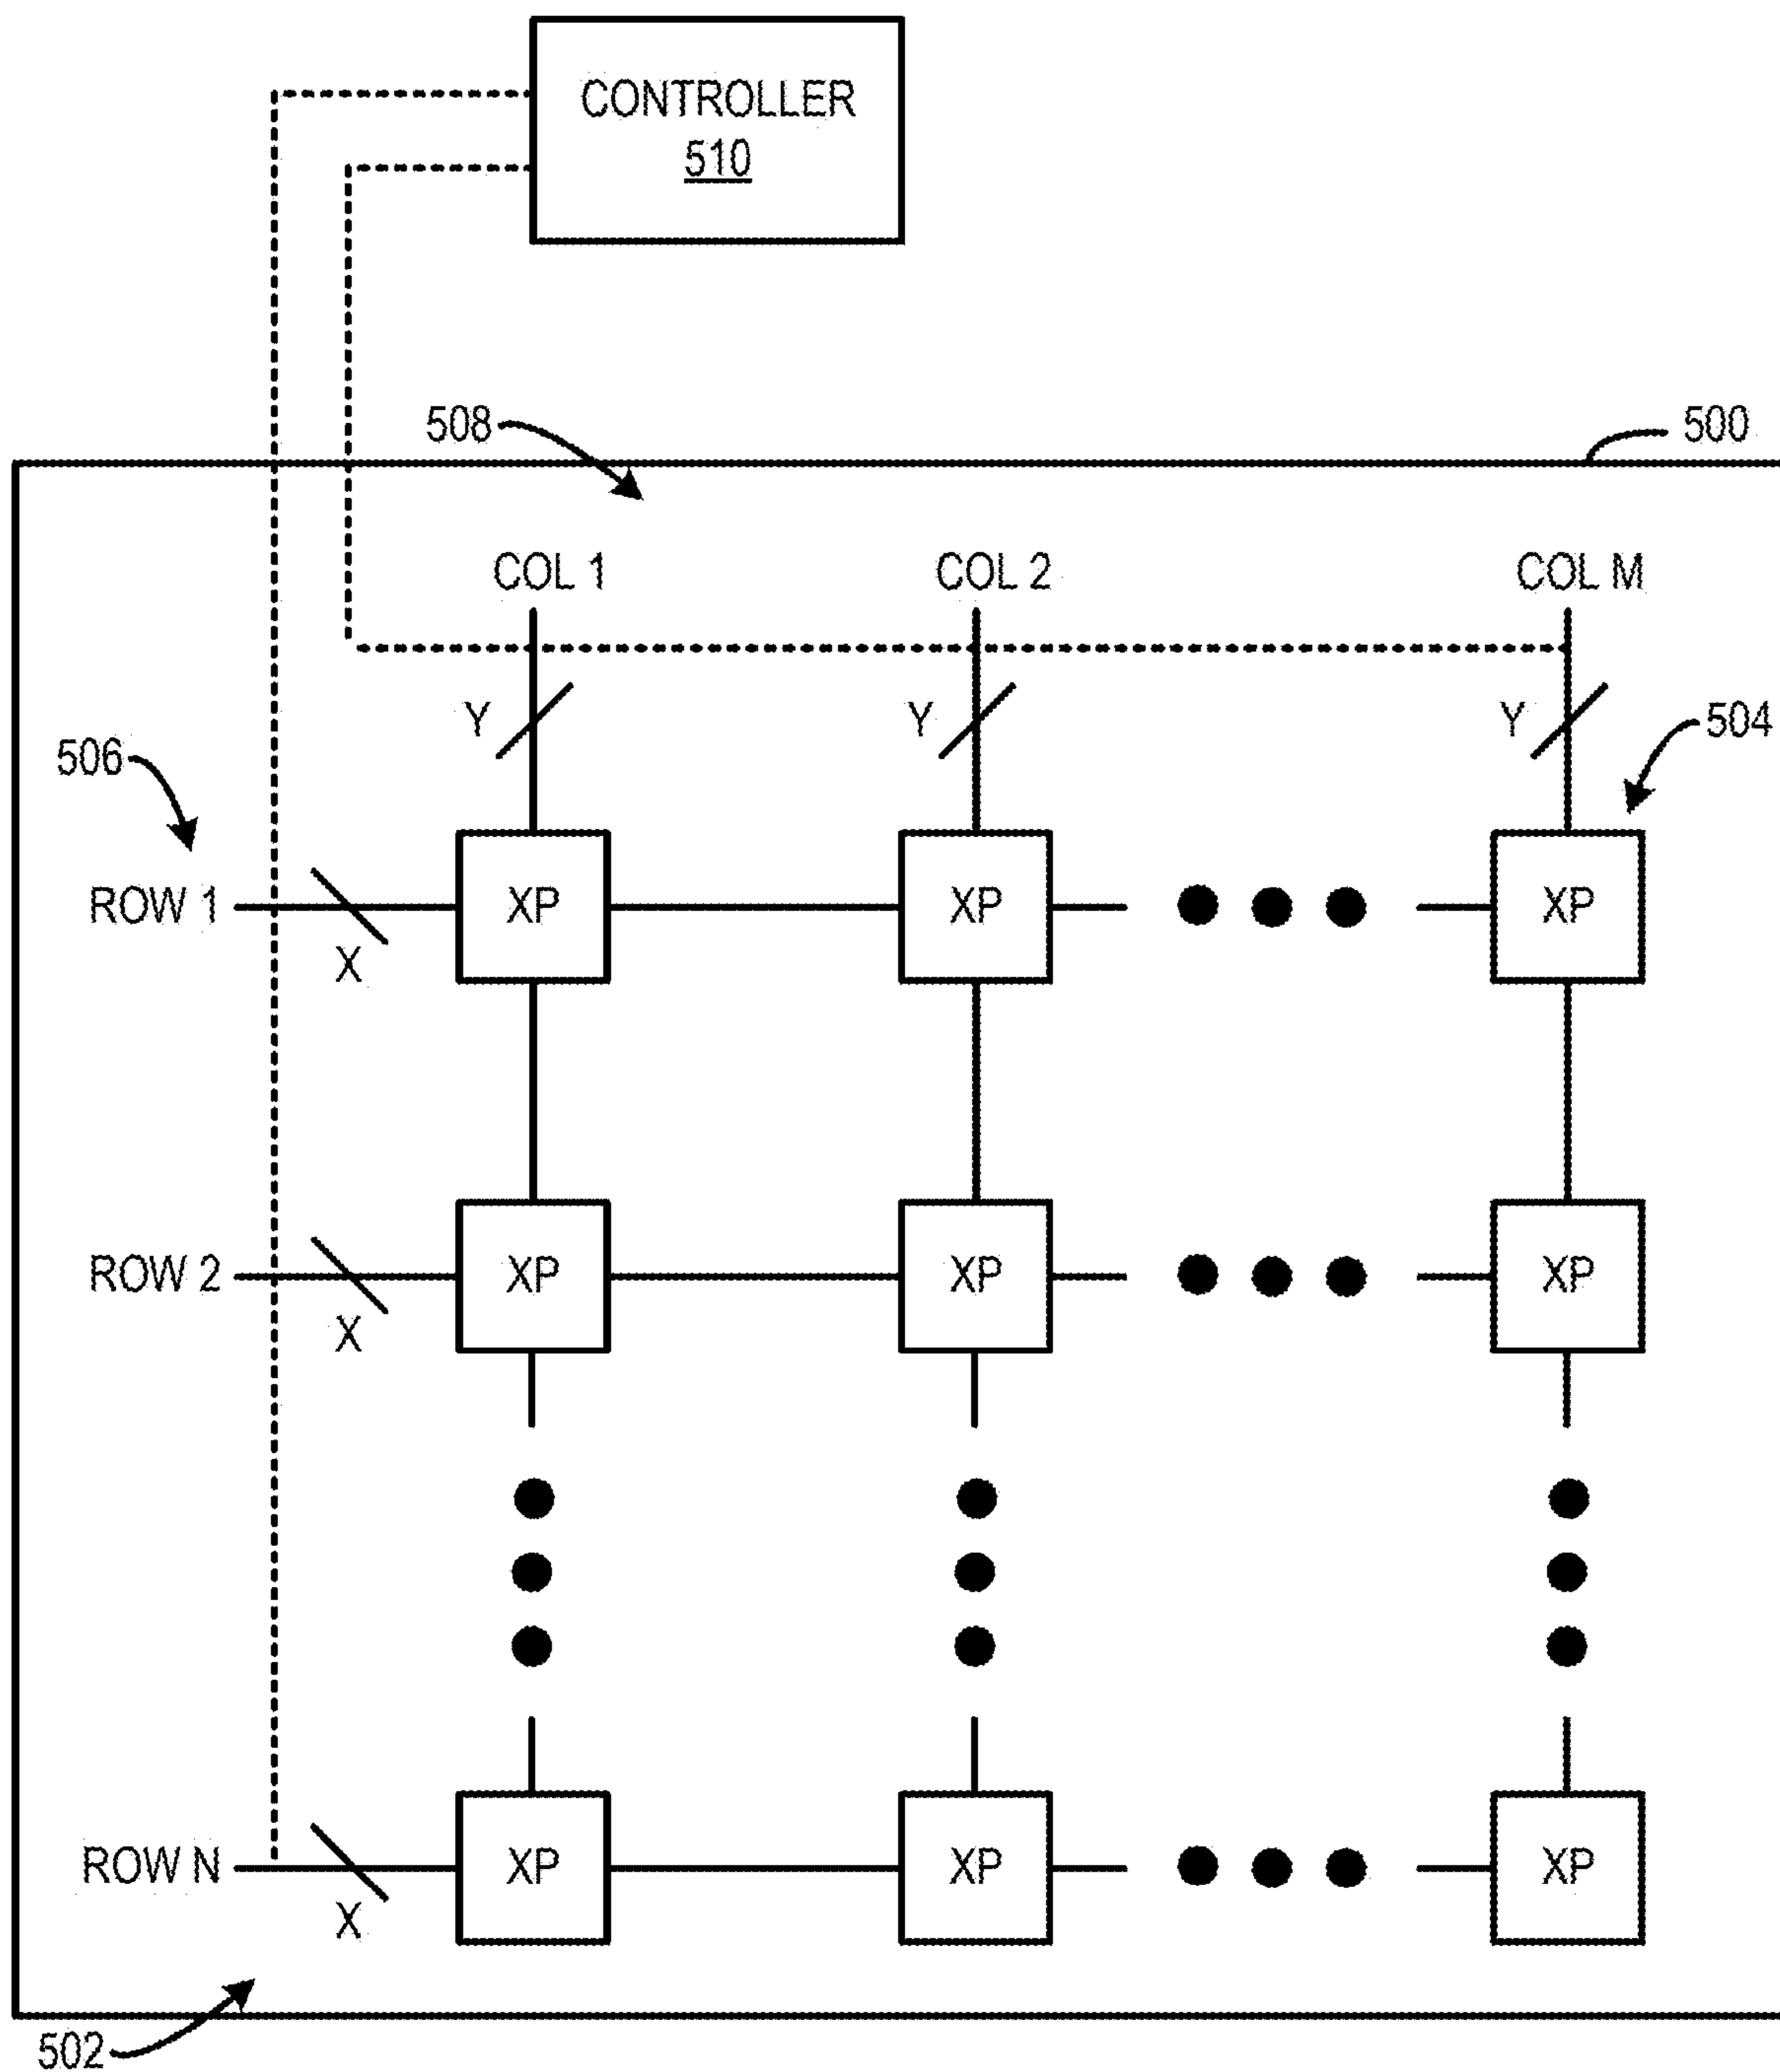 CONTROLLER
510
508
500
COL 1
COL 2
COL M
Y
Y
Y
504
506
ROW 1
XP
XP
XP
X
ROW 2
XP
XP
XP
X
ROW N
XP
XP
XP
X
502